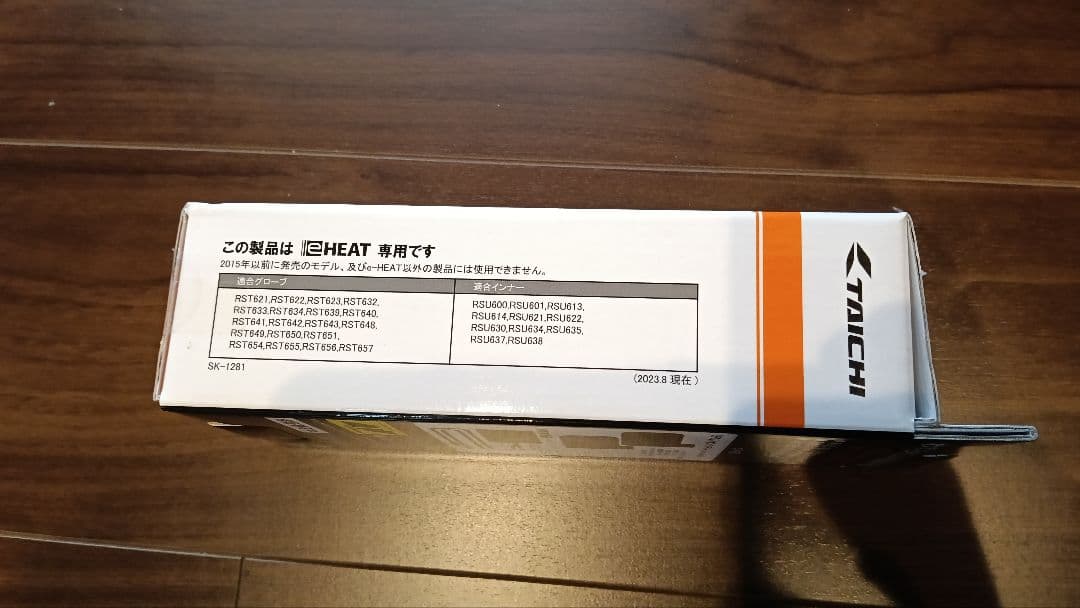 この製品は eHEAT 専用です
2015年以前に発売のモデル、及びe-HEAT以外の製品には使用できません。
適合グローブ
RST621,RST622,RST623,RST632,
RST633,RST634,RST639,RST640,
RST641,RST642,RST643,RST648,
RST649,RST650,RST651,
RST654,RST655,RST656,RST657
適合インナー
RSU600,RSU601,RSU613,
RSU614,RSU621,RSU622,
RSU630,RSU634,RSU635,
RSU637,RSU638
SK-1281
(2023.8 現在)
TAICHI